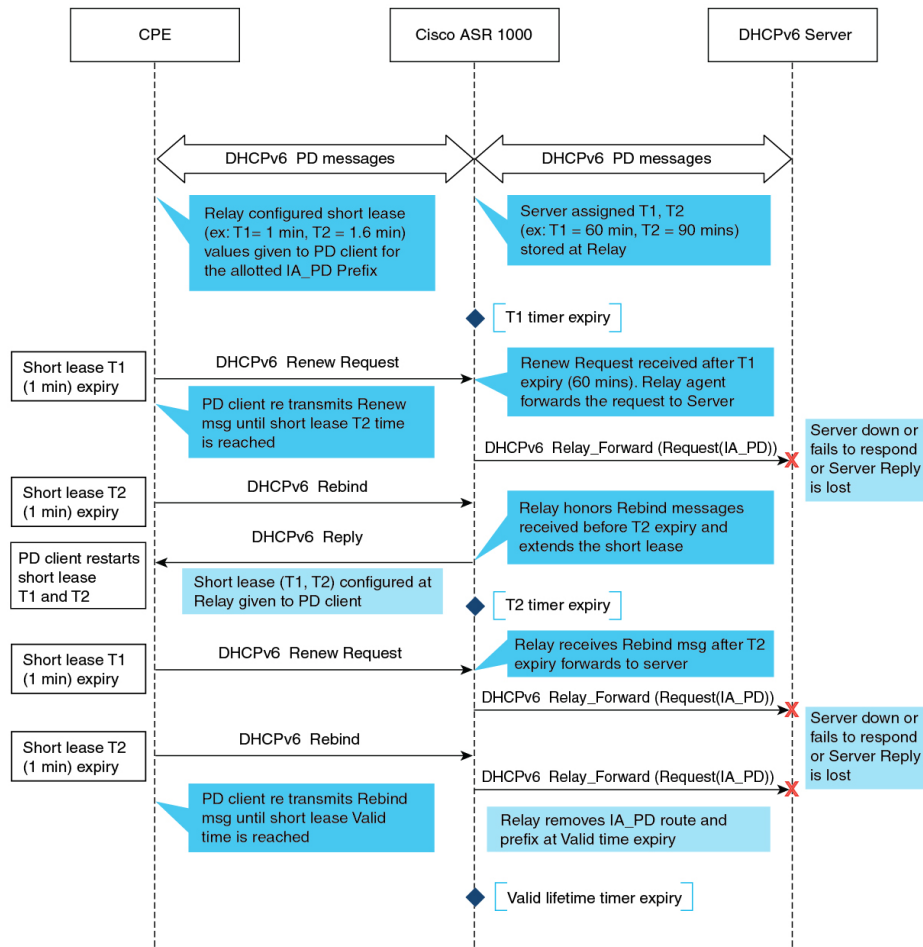 CPE
Cisco ASR 1000
DHCPv6 Server
DHCPv6 PD messages
DHCPv6 PD messages
Relay configured short lease
(ex: T1= 1 min, T2 = 1.6 min)
values given to PD client for
the allotted IA_PD Prefix
Server assigned T1, T2
(ex: T1 = 60 min, T2 = 90 mins)
stored at Relay
T1 timer expiry
Short lease T1
(1 min) expiry
DHCPv6 Renew Request
Renew Request received after T1
expiry (60 mins). Relay agent
forwards the request to Server
PD client re transmits Renew
msg until short lease T2 time
is reached
DHCPv6 Relay_Forward (Request(IA_PD))
Server down or
fails to respond
or Server Reply
is lost
Short lease T2
(1 min) expiry
DHCPv6 Rebind
Relay honors Rebind messages
received before T2 expiry and
extends the short lease
DHCPv6 Reply
PD client restarts
short lease
T1 and T2
Short lease (T1, T2) configured at
Relay given to PD client
T2 timer expiry
Short lease T1
(1 min) expiry
DHCPv6 Renew Request
Relay receives Rebind msg after T2
expiry forwards to server
DHCPv6 Relay_Forward (Request(IA_PD))
Server down or
fails to respond
or Server Reply
is lost
Short lease T2
(1 min) expiry
DHCPv6 Rebind
DHCPv6 Relay_Forward (Request(IA_PD))
PD client re transmits Rebind
msg until short lease Valid
time is reached
Relay removes IA_PD route and
prefix at Valid time expiry
Valid lifetime timer expiry